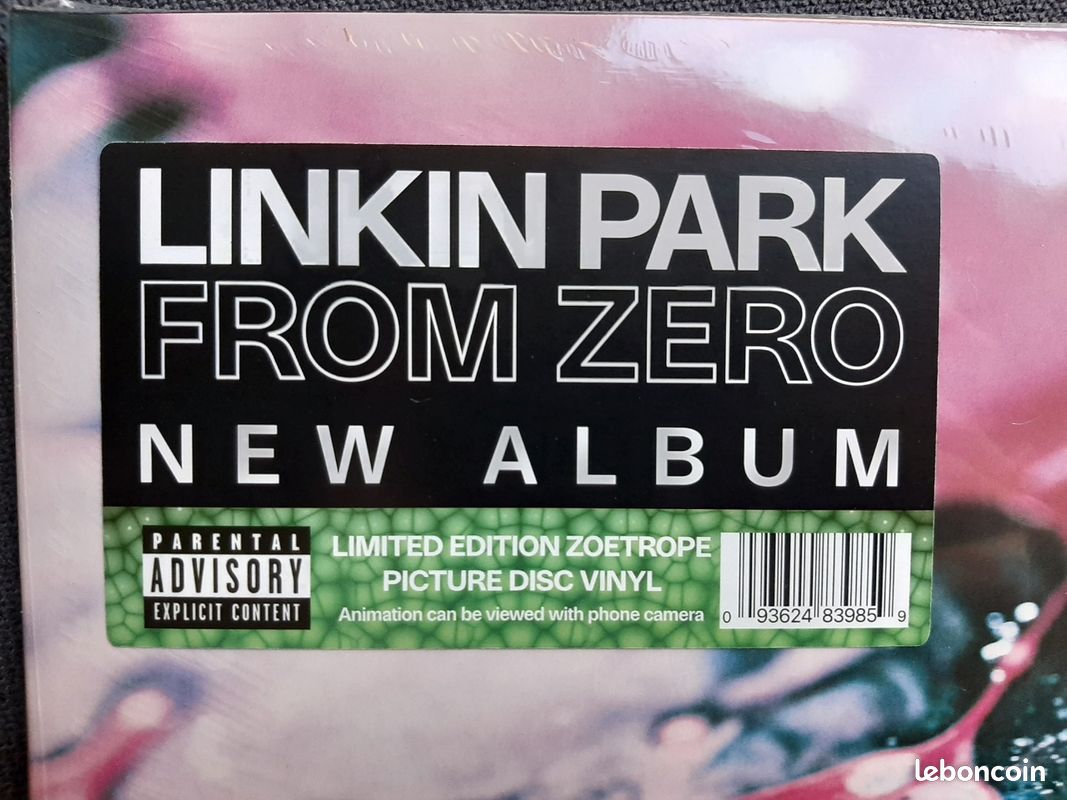 LINKIN PARK
FROM ZERO
NEW ALBUM
PARENTAL
ADVISORY
EXPLICIT CONTENT
LIMITED EDITION ZOETROPE
PICTURE DISC VINYL
Animation can be viewed with phone camera
0 93624 83985 9
leboncoin